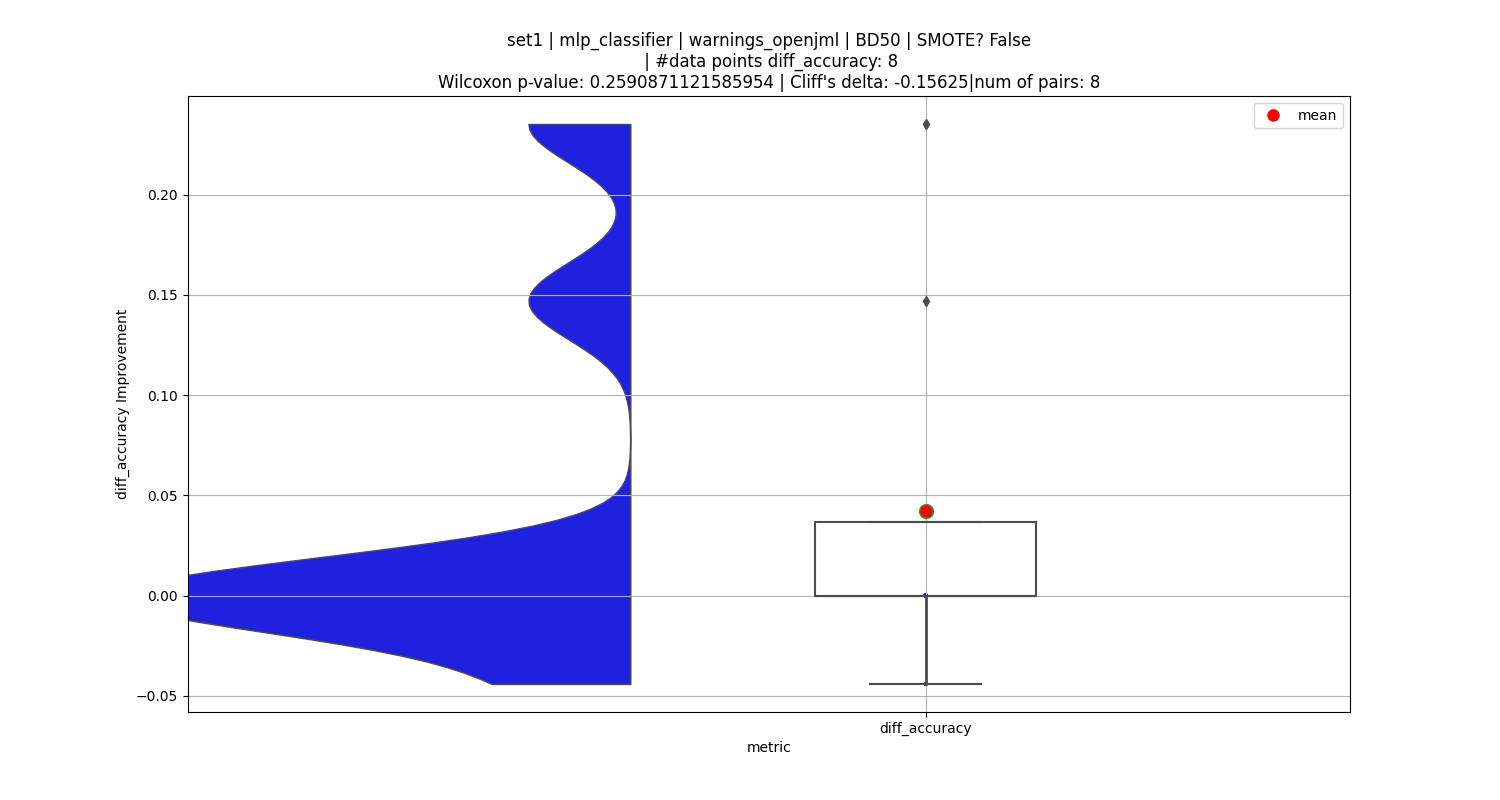 set1 | mlp_classifier | warnings_openjml | BD50 | SMOTE? False
| #data points diff_accuracy: 8
Wilcoxon p-value: 0.2590871121585954 | Cliff's delta: -0.15625|num of pairs: 8
mean
0.20
0.15
0.10
0.05
0.00
−0.05
diff_accuracy Improvement
diff_accuracy
metric